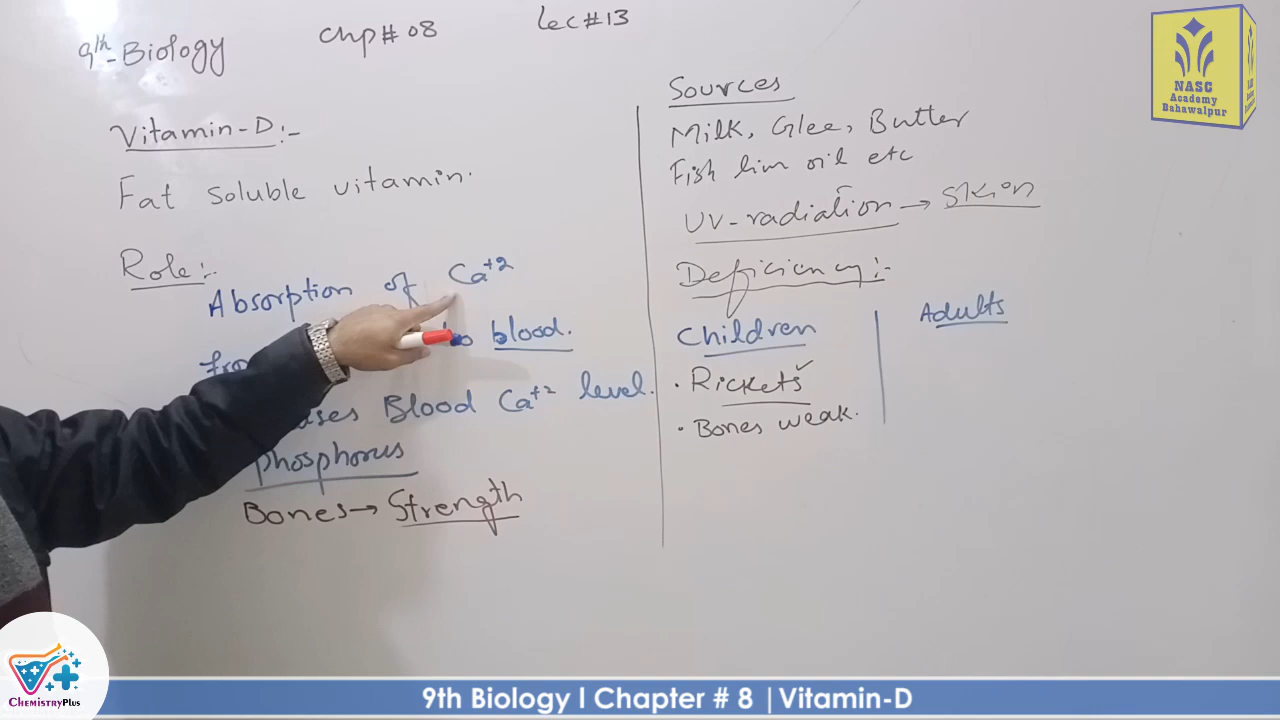 9th-Biology
Chp # 08
Lec # 13
Vitamin-D:-
Fat soluble vitamin.
Role:-
Absorption of Ca+2
to blood.
Blood Ca+2 level.
phosphorus
Bones → Strength
Sources
Milk, Ghee, Butter
Fish oil etc
UV-radiation → Skion
Deficiency:-
Children
• Rickets ✓
• Bones weak.
Adults
NASC
Academy
Bahawalpur
CHEMISTRYPLUS
9th Biology I Chapter # 8 | Vitamin-D